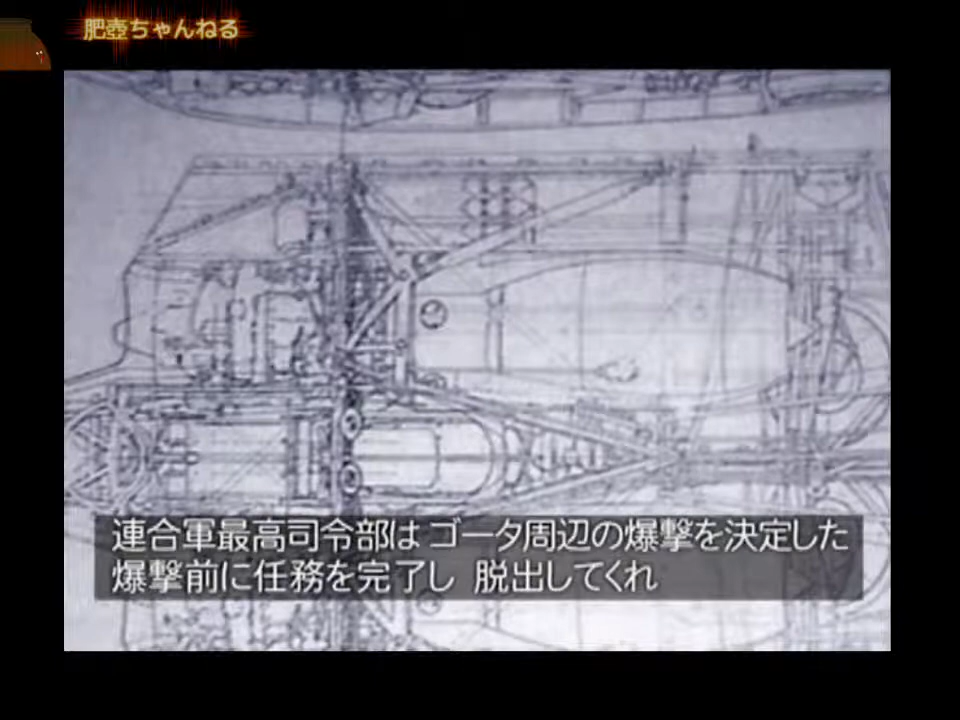 肥壺ちゃんねる
連合軍最高司令部は ゴータ周辺の爆撃を決定した
爆撃前に任務を完了し 脱出してくれ